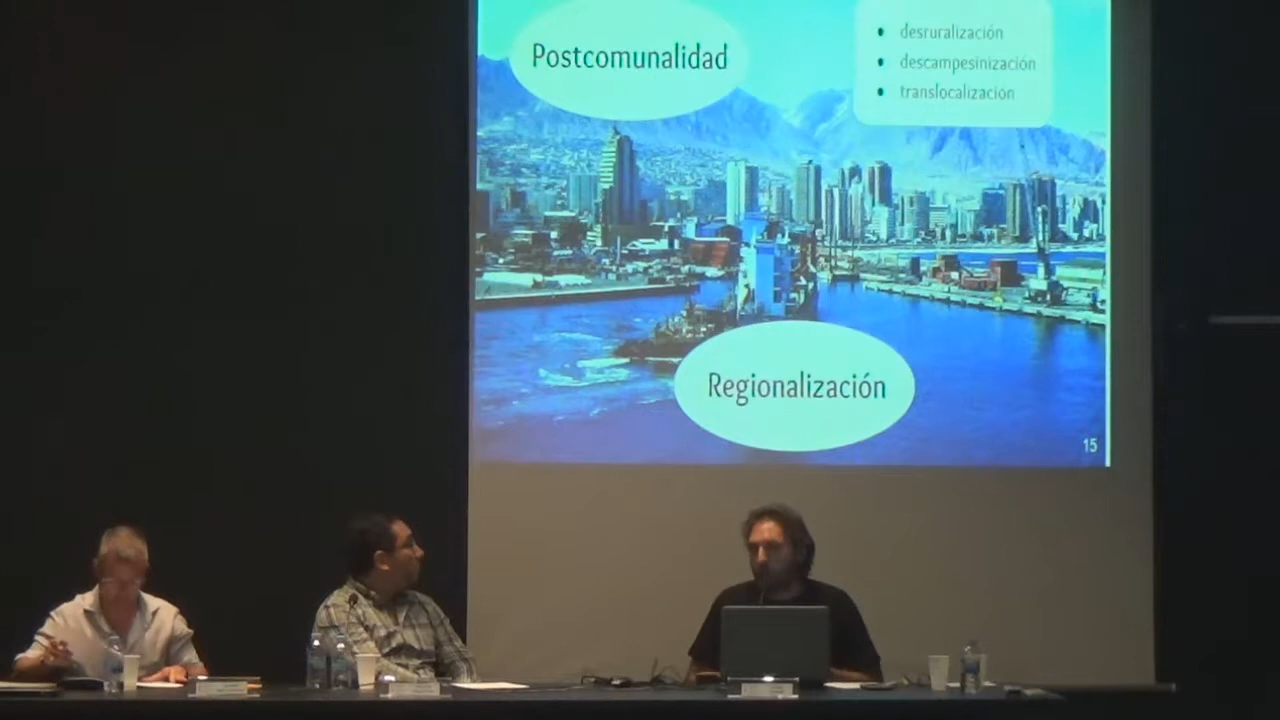 Postcomunalidad
• desruralización
• descampesinización
• translocalización
Regionalización
15